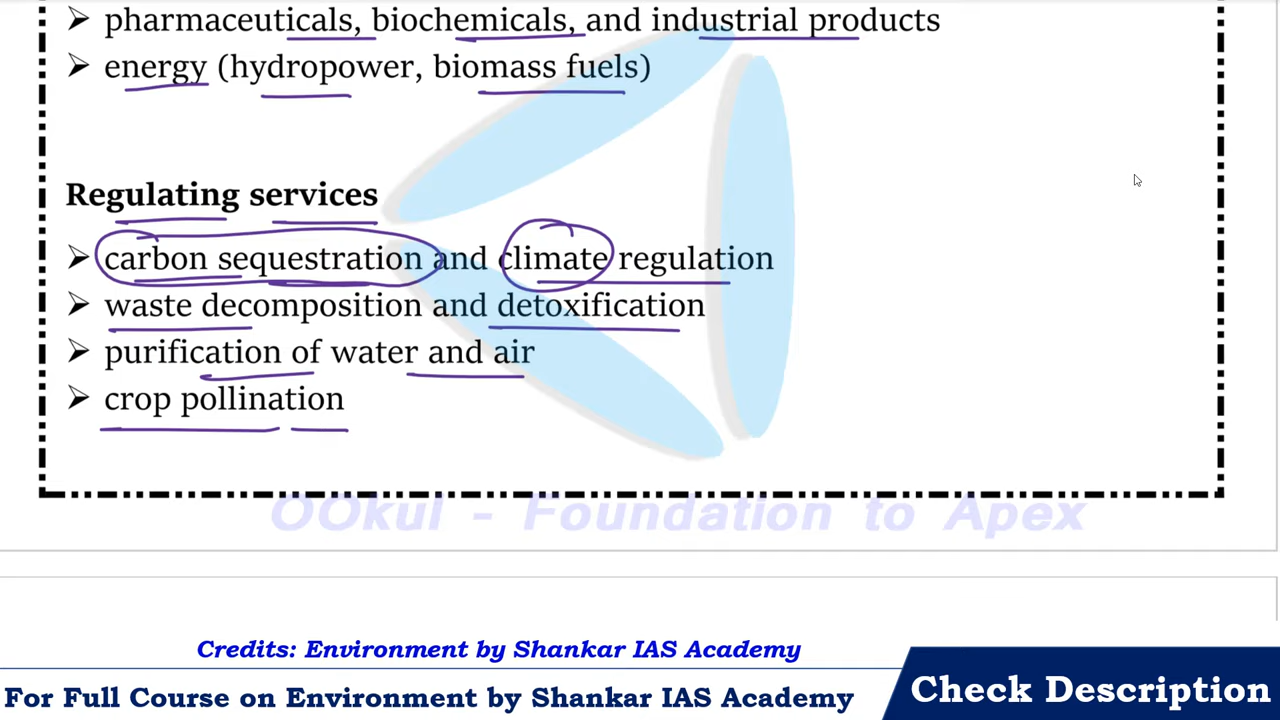 ➢ pharmaceuticals, biochemicals, and industrial products
➢ energy (hydropower, biomass fuels)
Regulating services
➢ carbon sequestration and climate regulation
➢ waste decomposition and detoxification
➢ purification of water and air
➢ crop pollination
OOkul - Foundation to Apex
Credits: Environment by Shankar IAS Academy
For Full Course on Environment by Shankar IAS Academy
Check Description